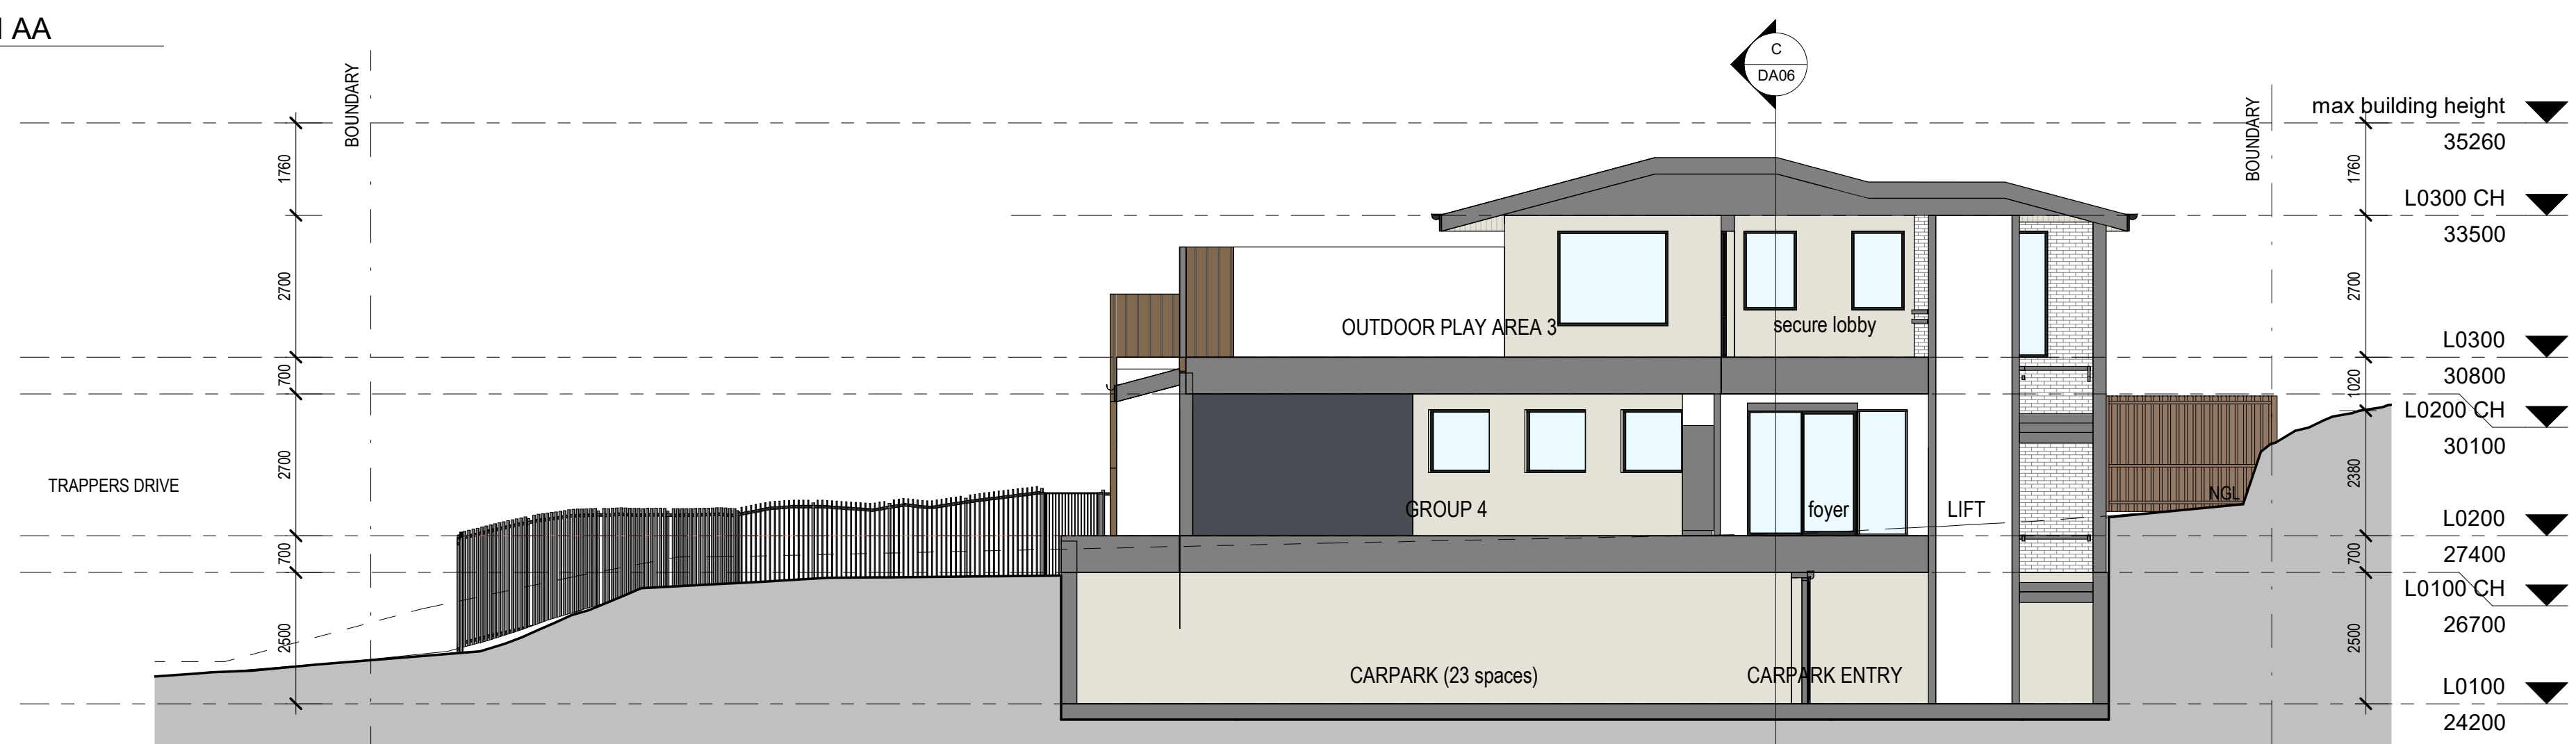 AA
C
DA06
BOUNDARY
BOUNDARY
max building height
35260
1760
1760
L0300 CH
33500
2700
2700
OUTDOOR PLAY AREA 3
secure lobby
L0300
30800
700
1020
L0200 CH
30100
2700
2380
TRAPPERS DRIVE
GROUP 4
foyer
LIFT
NGL
L0200
27400
700
700
L0100 CH
26700
2500
2500
CARPARK (23 spaces)
CARPARK ENTRY
L0100
24200